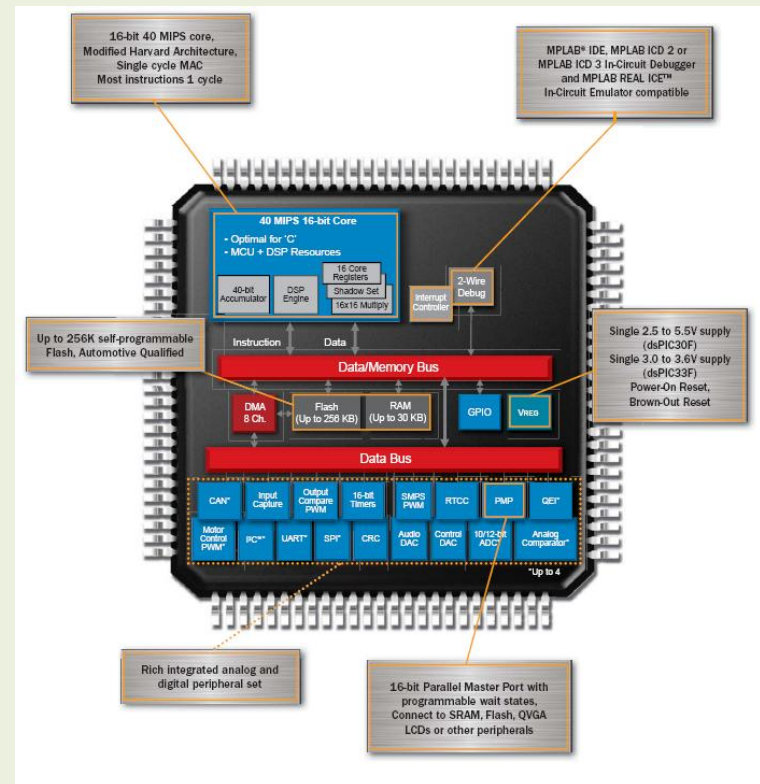 16-bit 40 MIPS core,
Modified Harvard Architecture,
Single cycle MAC
Most instructions 1 cycle
MPLAB® IDE, MPLAB ICD 2 or
MPLAB ICD 3 In-Circuit Debugger
and MPLAB REAL ICE™
In-Circuit Emulator compatible
40 MIPS 16-bit Core
- Optimal for 'C'
- MCU + DSP Resources
40-bit
Accumulator
DSP
Engine
16 Core
Registers
Shadow Set
16x16 Multiply
Interrupt
Controller
2-Wire
Debug
Up to 256K self-programmable
Flash, Automotive Qualified
Instruction
Data
Single 2.5 to 5.5V supply
(dsPIC30F)
Single 3.0 to 3.6V supply
(dsPIC33F)
Power-On Reset,
Brown-Out Reset
Data/Memory Bus
DMA
8 Ch.
Flash
(Up to 256 KB)
RAM
(Up to 30 KB)
GPIO
VREG
Data Bus
CAN*
Input
Capture
Output
Compare
PWM
16-bit
Timers
SMPS
PWM
RTCC
PMP
QEI*
Motor
Control
PWM*
I²C™*
UART*
SPI*
CRC
Audio
DAC
Control
DAC
10/12-bit
ADC*
Analog
Comparator*
*Up to 4
Rich integrated analog and
digital peripheral set
16-bit Parallel Master Port with
programmable wait states,
Connect to SRAM, Flash, QVGA
LCDs or other peripherals